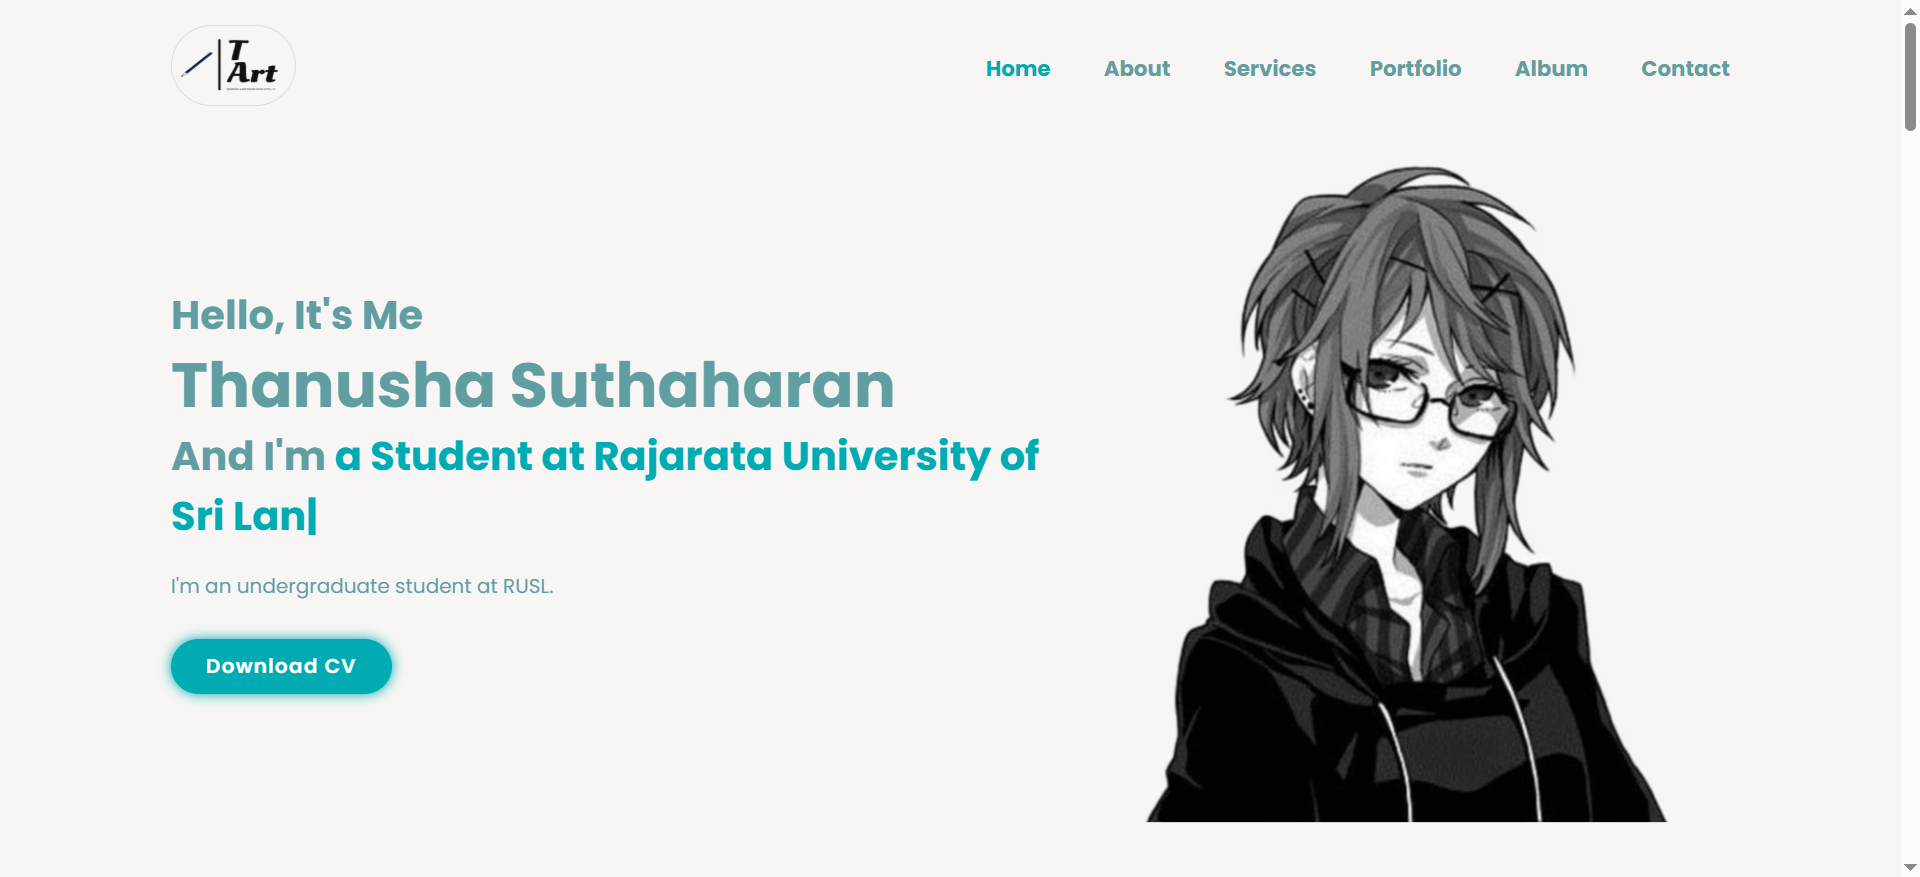 T
Art
Home
About
Services
Portfolio
Album
Contact
Hello, It's Me
Thanusha Suthaharan
And I'm a Student at Rajarata University of
Sri Lan|
I'm an undergraduate student at RUSL.
Download CV